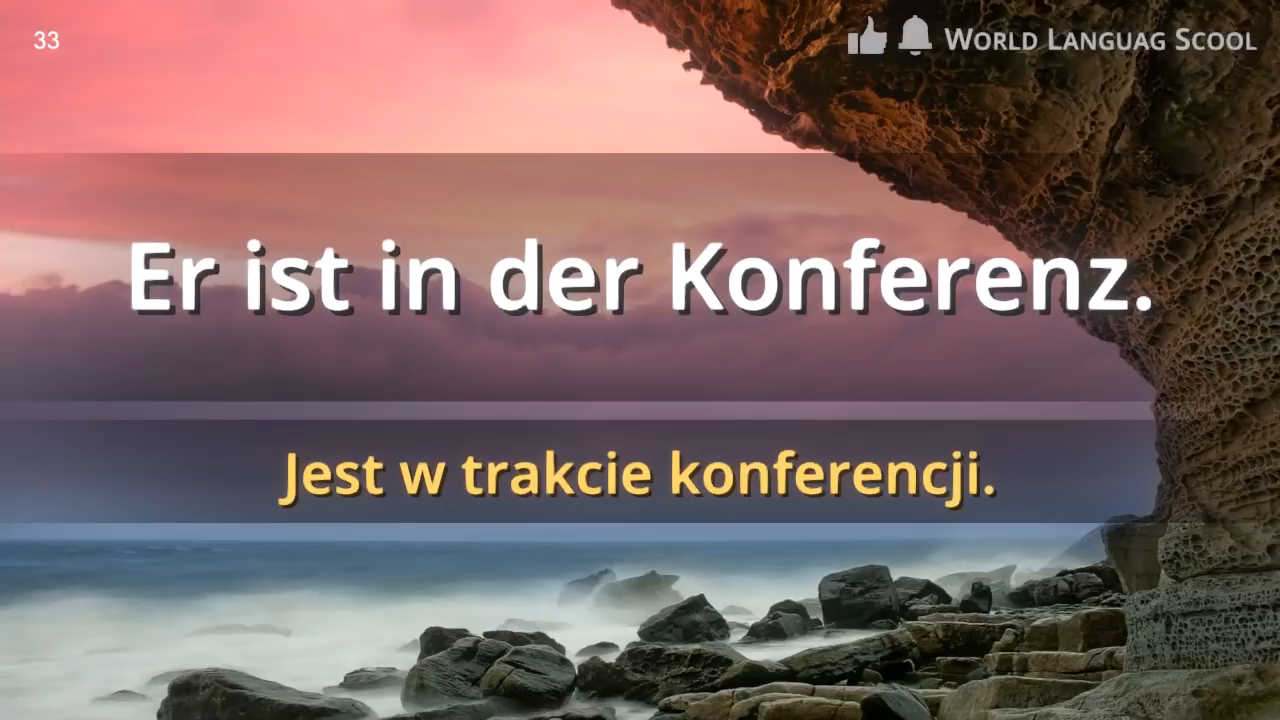 33
WORLD LANGUAG SCOOL
Er ist in der Konferenz.
Jest w trakcie konferencji.